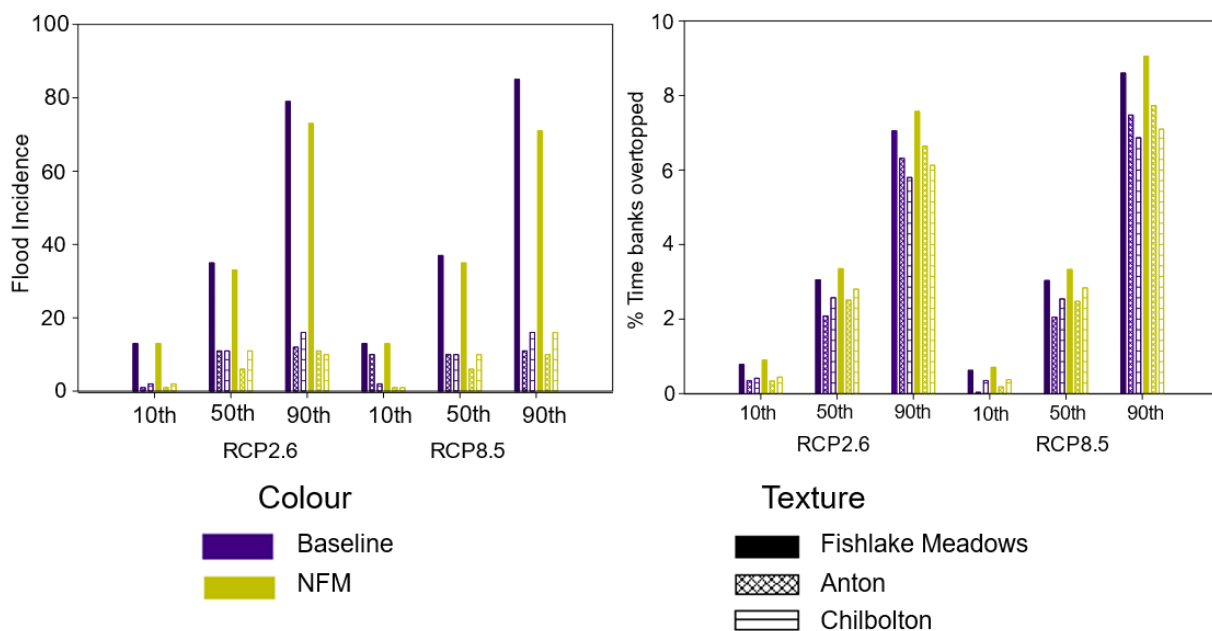 100
80
60
40
20
0
Flood Incidence
10th 50th 90th 10th 50th 90th
RCP2.6 RCP8.5
10
8
6
4
2
0
% Time banks overtopped
10th 50th 90th 10th 50th 90th
RCP2.6 RCP8.5
Colour
Baseline
NFM
Texture
Fishlake Meadows
Anton
Chilbolton